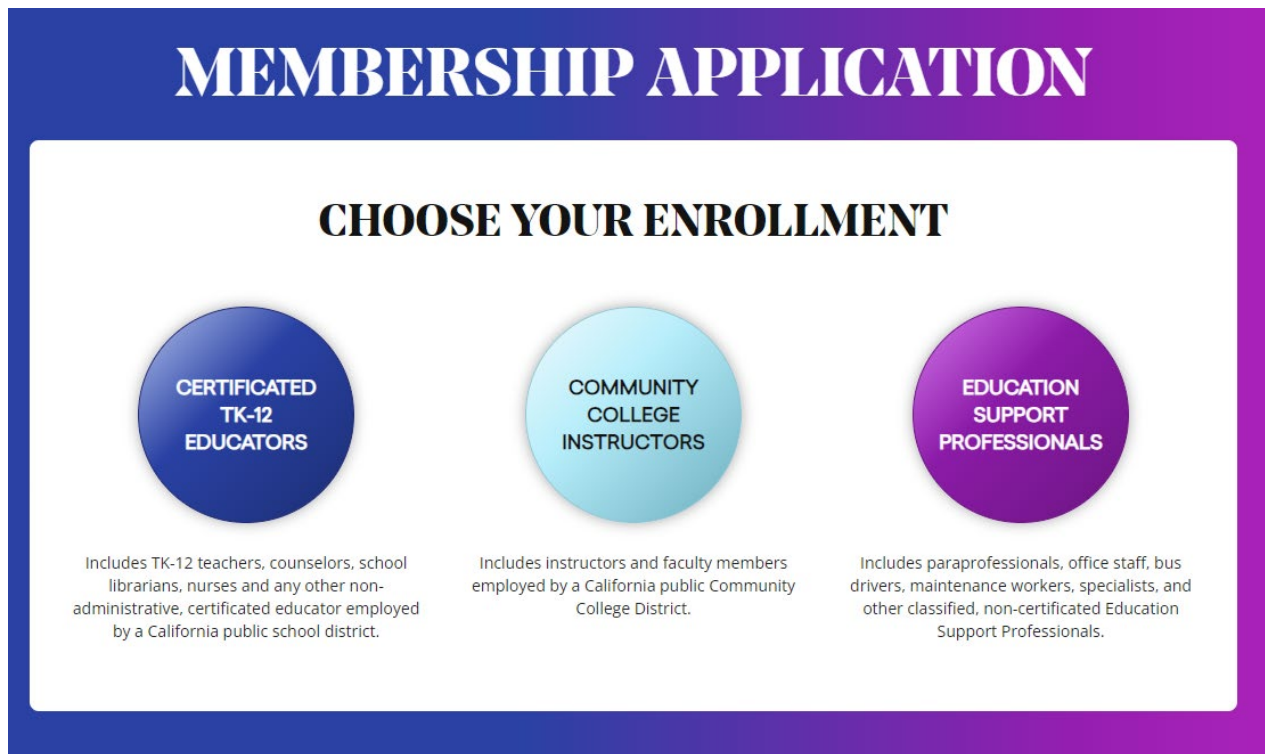 MEMBERSHIP APPLICATION
CHOOSE YOUR ENROLLMENT
CERTIFICATED
TK-12
EDUCATORS
Includes TK-12 teachers, counselors, school
librarians, nurses and any other non-
administrative, certificated educator employed
by a California public school district.
COMMUNITY
COLLEGE
INSTRUCTORS
Includes instructors and faculty members
employed by a California public Community
College District.
EDUCATION
SUPPORT
PROFESSIONALS
Includes paraprofessionals, office staff, bus
drivers, maintenance workers, specialists, and
other classified, non-certificated Education
Support Professionals.